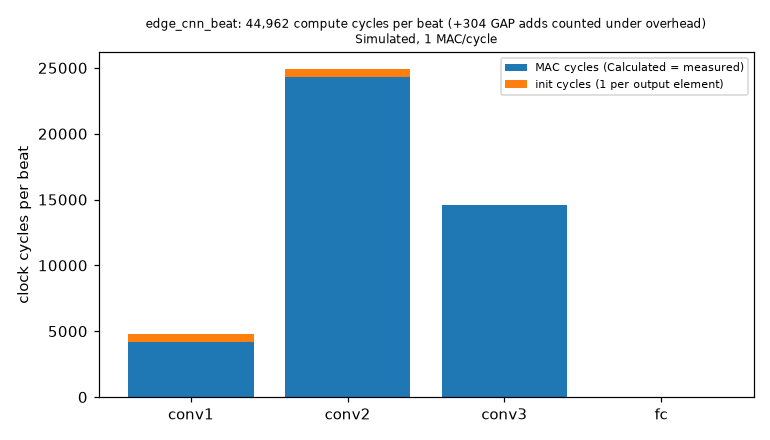 edge_cnn_beat: 44,962 compute cycles per beat (+304 GAP adds counted under overhead)
Simulated, 1 MAC/cycle
MAC cycles (Calculated = measured)
init cycles (1 per output element)
clock cycles per beat
25000
20000
15000
10000
5000
0
conv1 conv2 conv3 fc